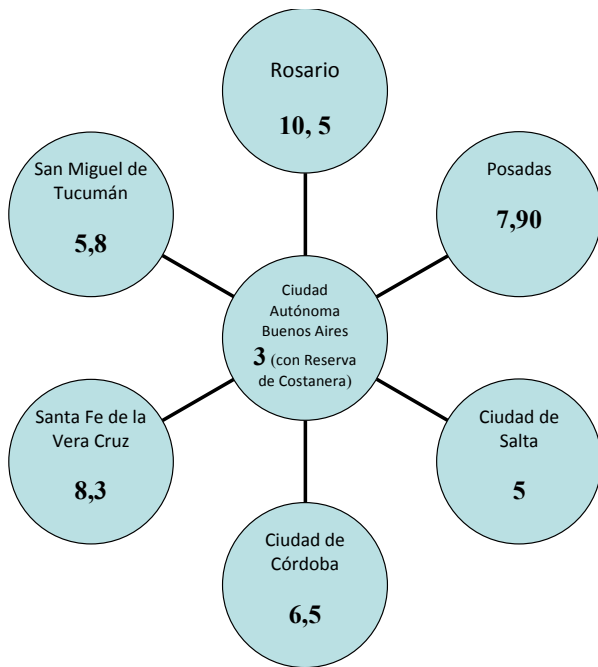 Rosario
10, 5
San Miguel de
Tucumán
5,8
Posadas
7,90
Ciudad
Autónoma
Buenos Aires
3 (con Reserva
de Costanera)
Santa Fe de la
Vera Cruz
8,3
Ciudad de
Salta
5
Ciudad de
Córdoba
6,5